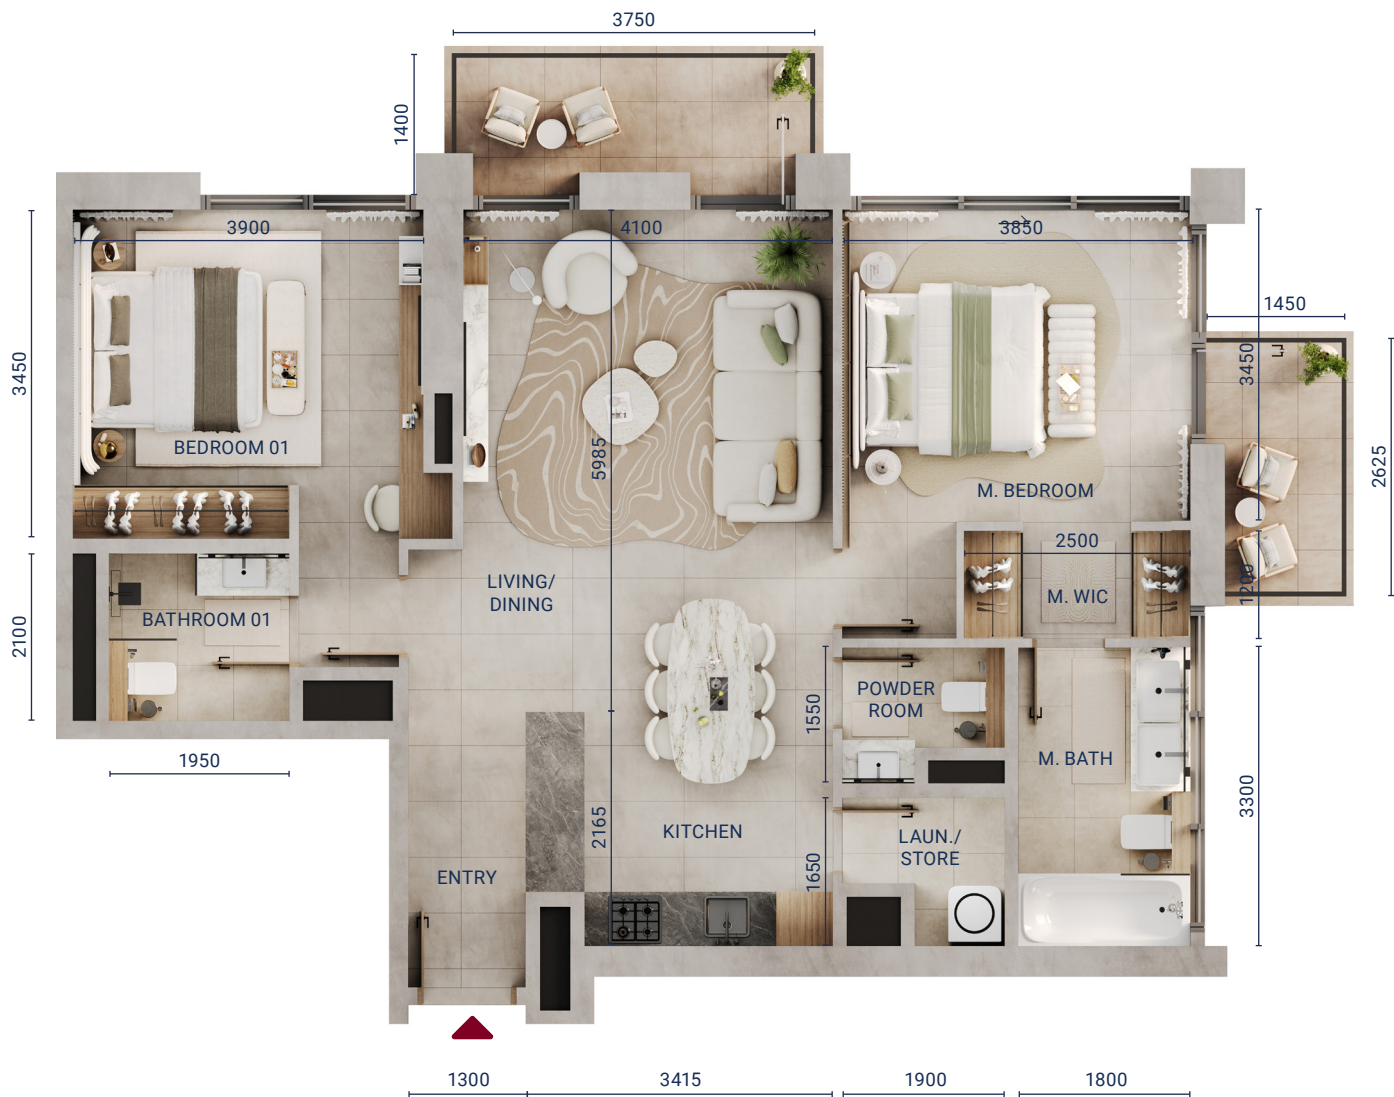 3750
1400
3900
4100
3850
1450
3450
3450
2625
BEDROOM 01
5985
M. BEDROOM
2500
LIVING/
DINING
M. WIC
1200
BATHROOM 01
2100
POWDER
ROOM
1550
1950
M. BATH
3300
2165
KITCHEN
LAUN./
STORE
1650
ENTRY
1300
3415
1900
1800